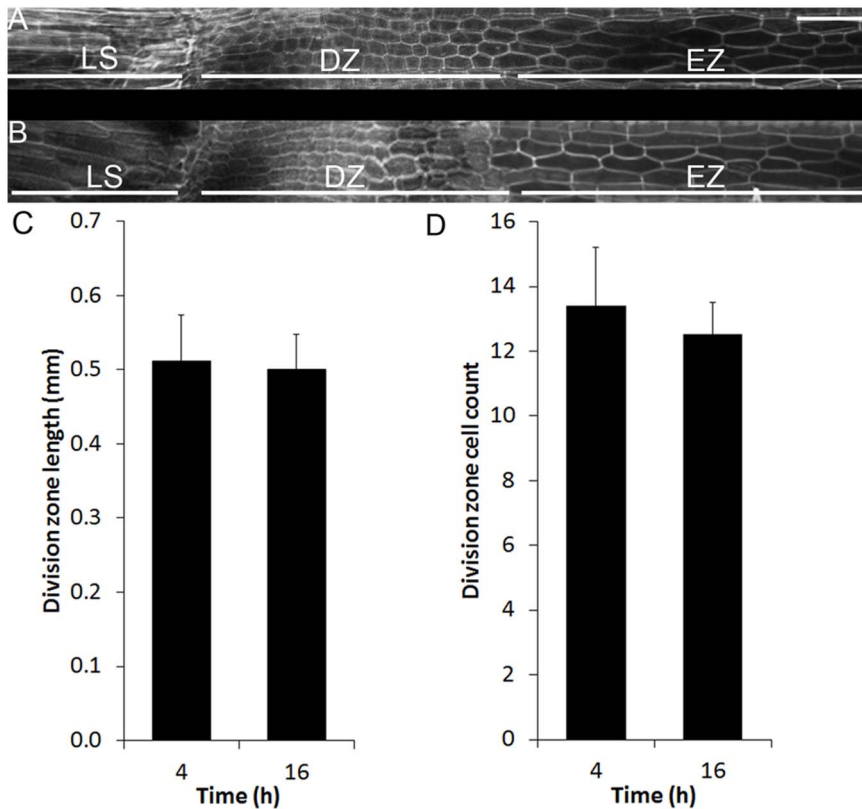 A
LS DZ EZ
B
LS DZ EZ
C
0.7
0.6
0.5
0.4
0.3
0.2
0.1
0.0
Division zone length (mm)
4 16
Time (h)
D
16
14
12
10
8
6
4
2
0
Division zone cell count
4 16
Time (h)